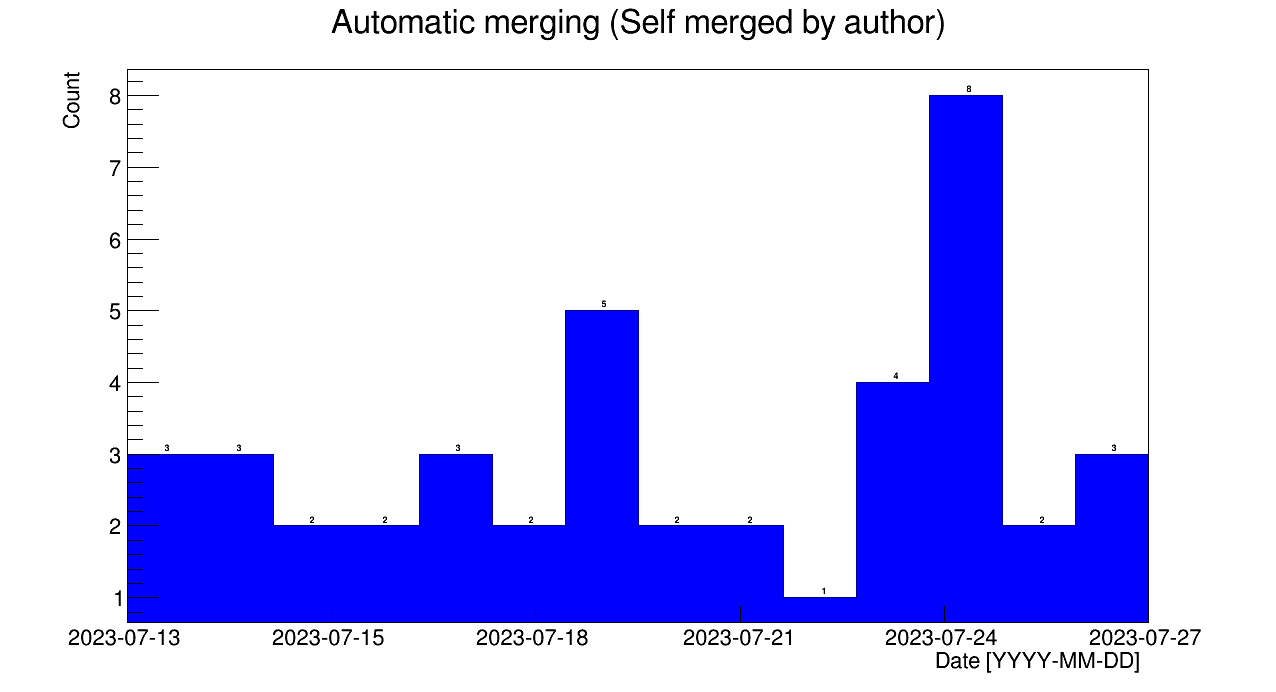 Automatic merging (Self merged by author)
Count
8
7
6
5
4
3
2
1
3 3 2 2 3 2 5 2 2 1 4 8 2 3
2023-07-13 2023-07-15 2023-07-18 2023-07-21 2023-07-24 2023-07-27
Date [YYYY-MM-DD]